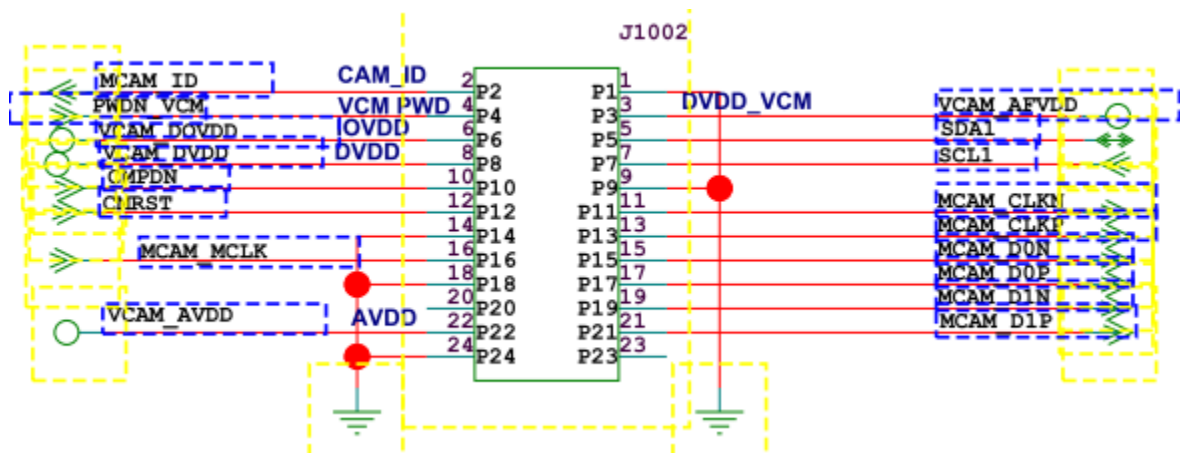 J1002
MCAM_ID CAM_ID 2 P2 P1 1
PWDN_VCM VCM PWD 4 P4 P3 3 DVDD_VCM VCAM_AFVDD
VCAM_DOVDD IOVDD 6 P6 P5 5 SDA1
VCAM_DVDD DVDD 8 P8 P7 7 SCL1
CMPDN 10 P10 P9 9
CMRST 12 P12 P11 11 MCAM_CLKN
14 P14 P13 13 MCAM_CLKP
MCAM_MCLK 16 P16 P15 15 MCAM_D0N
18 P18 P17 17 MCAM_D0P
20 P20 P19 19 MCAM_D1N
VCAM_AVDD AVDD 22 P22 P21 21 MCAM_D1P
24 P24 P23 23